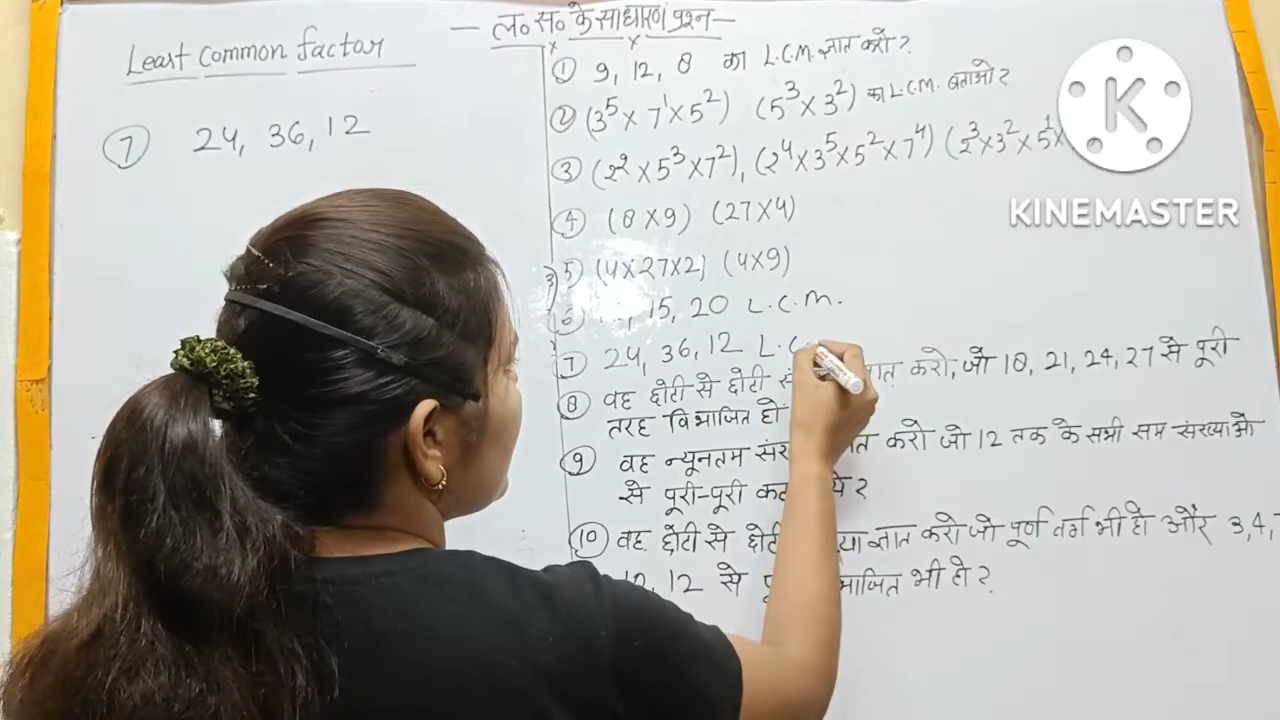 — ल० स० के साधारण प्रश्न —
Least common factor
⑦ 24, 36, 12
① 9, 12, 8 का L.C.M. ज्ञात करो ?
② (3⁵ × 7¹ × 5²) (5³ × 3²) का L.C.M. बताओ ?
③ (2² × 5³ × 7²), (2⁴ × 3⁵ × 5² × 7⁴) (2³ × 3² × 5¹ ×
④ (8 × 9) (27 × 4)
5) (4 × 27 × 2) (4 × 9)
15, 20 L.C.M.
⑦ 24, 36, 12 L.C
⑧ वह छोटी से छोटी करो, जो 18, 21, 24, 27 से पूरी
तरह विभाजित हो
⑨ वह न्यूनतम करो जो 12 तक के सभी सम संख्याओ
से पूरी-पूरी ?
⑩ वह छोटी से छोटी ज्ञात करो जो पूर्ण वर्ग भी हो और 3, 4,
12 से भी हो ?
K
KINEMASTER